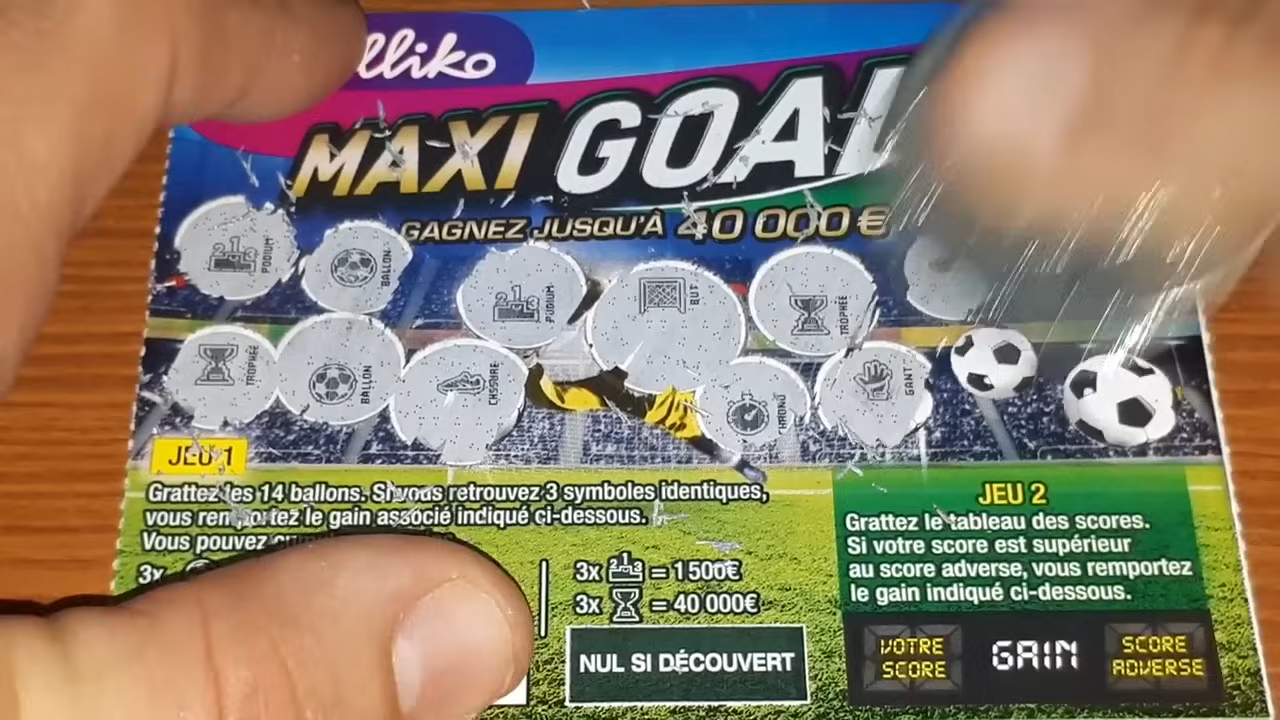 lliko
MAXI GOAL
GAGNEZ JUSQU'À 40 000 €
PODIUM
BALLON
PODIUM
BUT
TROPHÉE
TROPHÉE
BALLON
CHSSURE
CHRONO
GANT
JEU 1
Grattez les 14 ballons. Si vous retrouvez 3 symboles identiques,
vous remportez le gain associé indiqué ci-dessous.
Vous pouvez
3x
3x = 1500€
3x = 40 000€
NUL SI DÉCOUVERT
JEU 2
Grattez le tableau des scores.
Si votre score est supérieur
au score adverse, vous remportez
le gain indiqué ci-dessous.
VOTRE
SCORE
GAIN
SCORE
ADVERSE